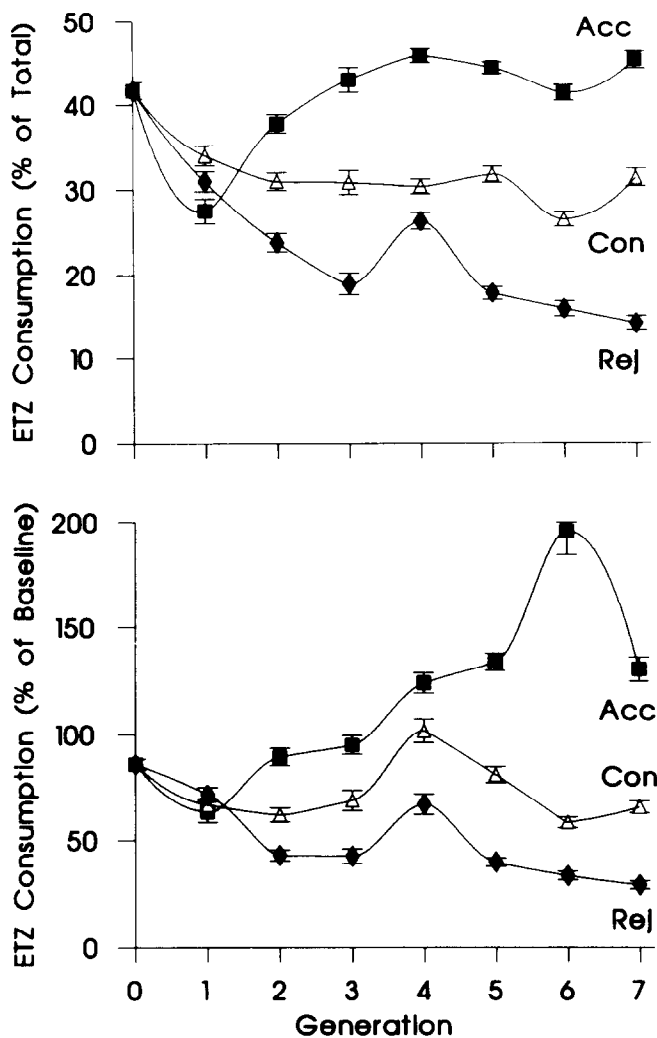 ETZ Consumption (% of Total)
50
40
30
20
10
0
Acc
Con
Rej
ETZ Consumption (% of Baseline)
200
150
100
50
0
Acc
Con
Rej
0 1 2 3 4 5 6 7
Generation